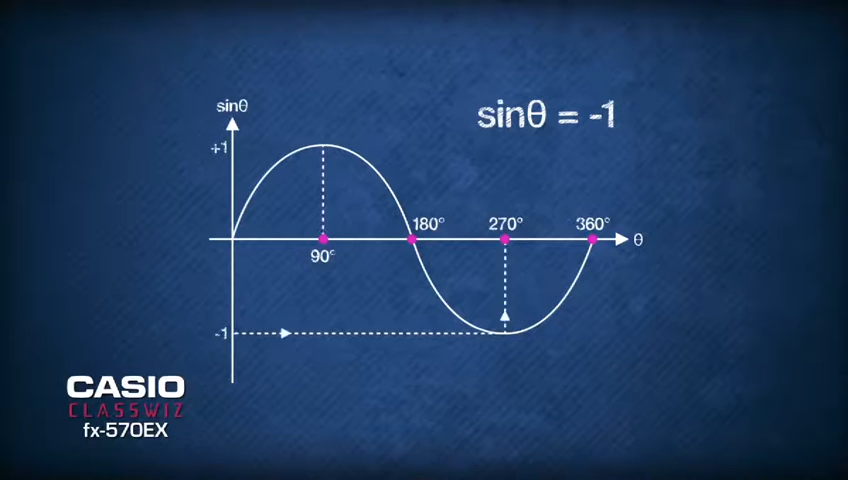 sinθ
sinθ = -1
+1
180°
270°
360°
θ
90°
-1
CASIO
CLASSWIZ
fx-570EX